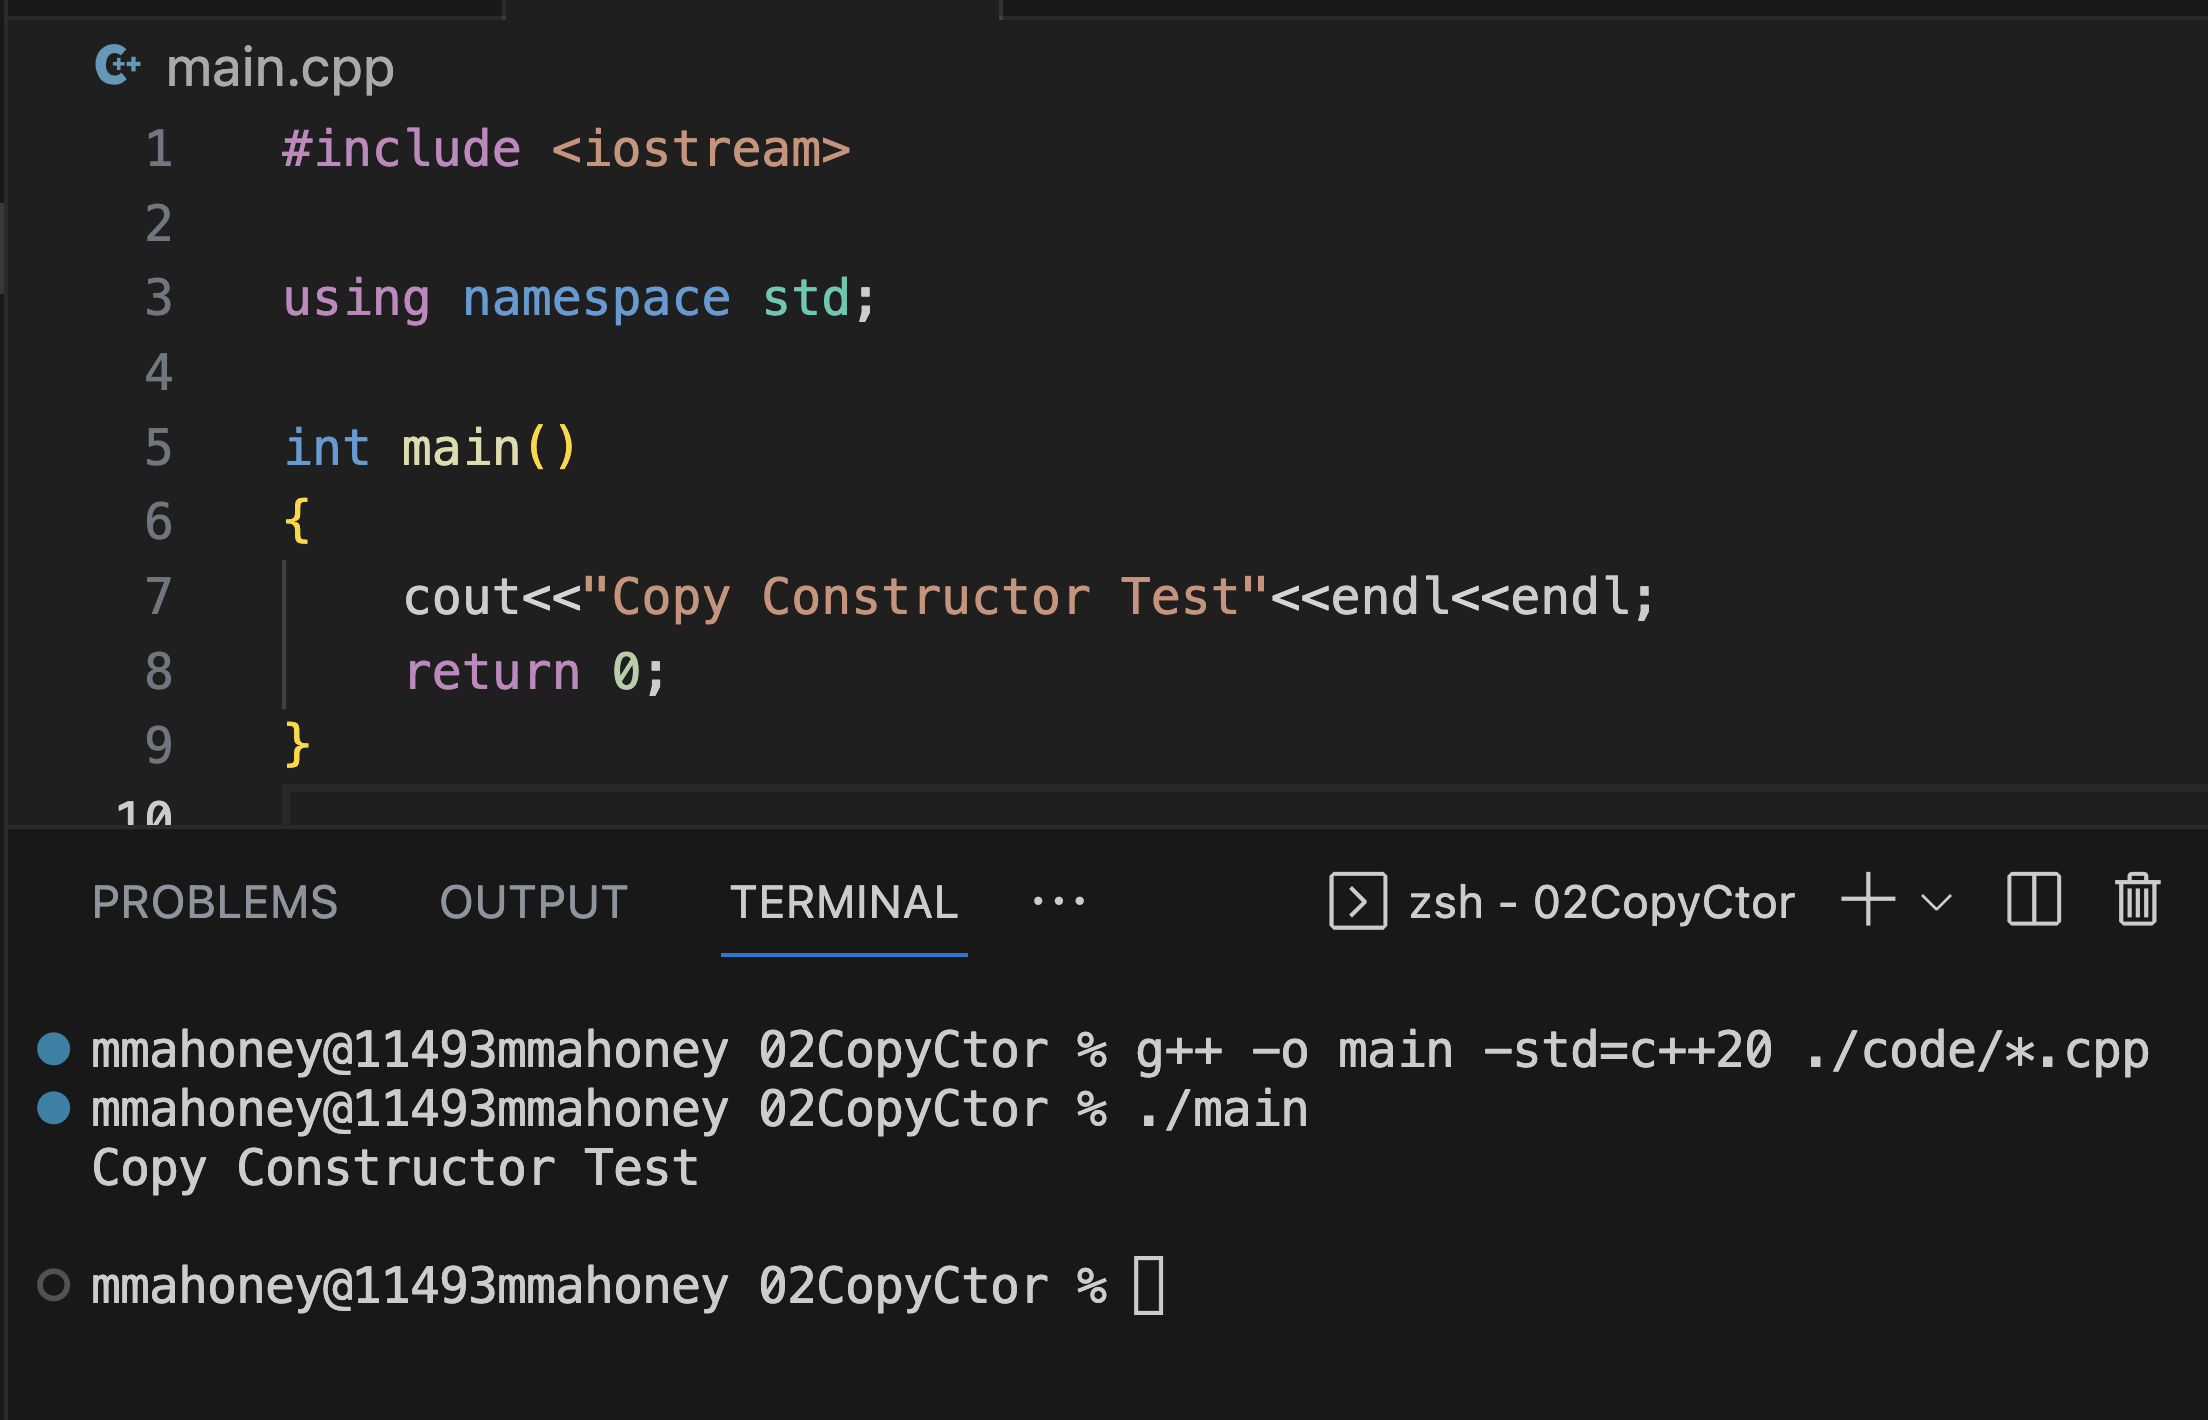 main.cpp
1 #include <iostream>
2
3 using namespace std;
4
5 int main()
6 {
7     cout<<"Copy Constructor Test"<<endl<<endl;
8     return 0;
9 }
10
PROBLEMS OUTPUT TERMINAL ... zsh - 02CopyCtor
mmahoney@11493mmahoney 02CopyCtor % g++ -o main -std=c++20 ./code/*.cpp
mmahoney@11493mmahoney 02CopyCtor % ./main
Copy Constructor Test
mmahoney@11493mmahoney 02CopyCtor %